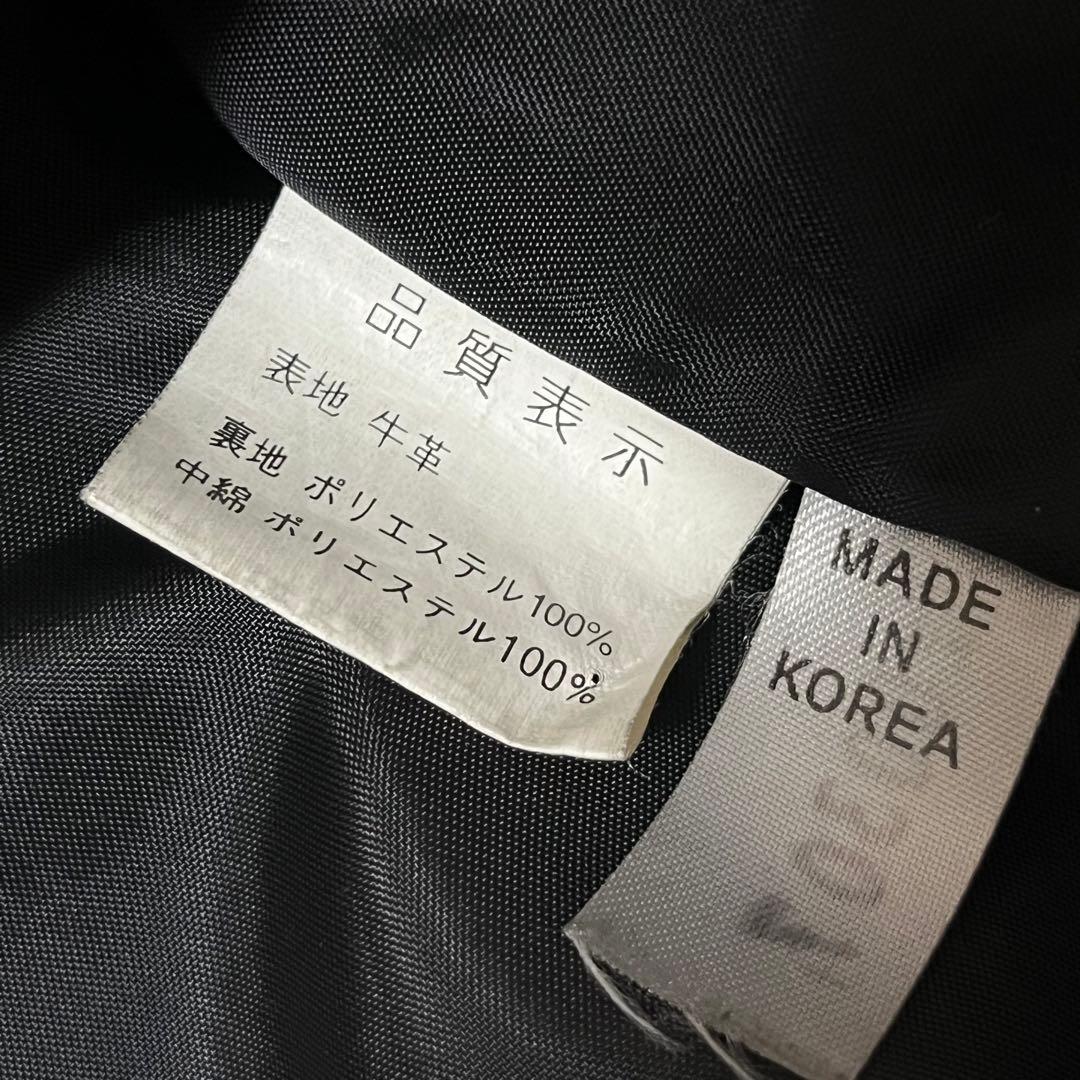 品質表示
表地 牛革
裏地 ポリエステル100%
中綿 ポリエステル100%
MADE
IN
KOREA